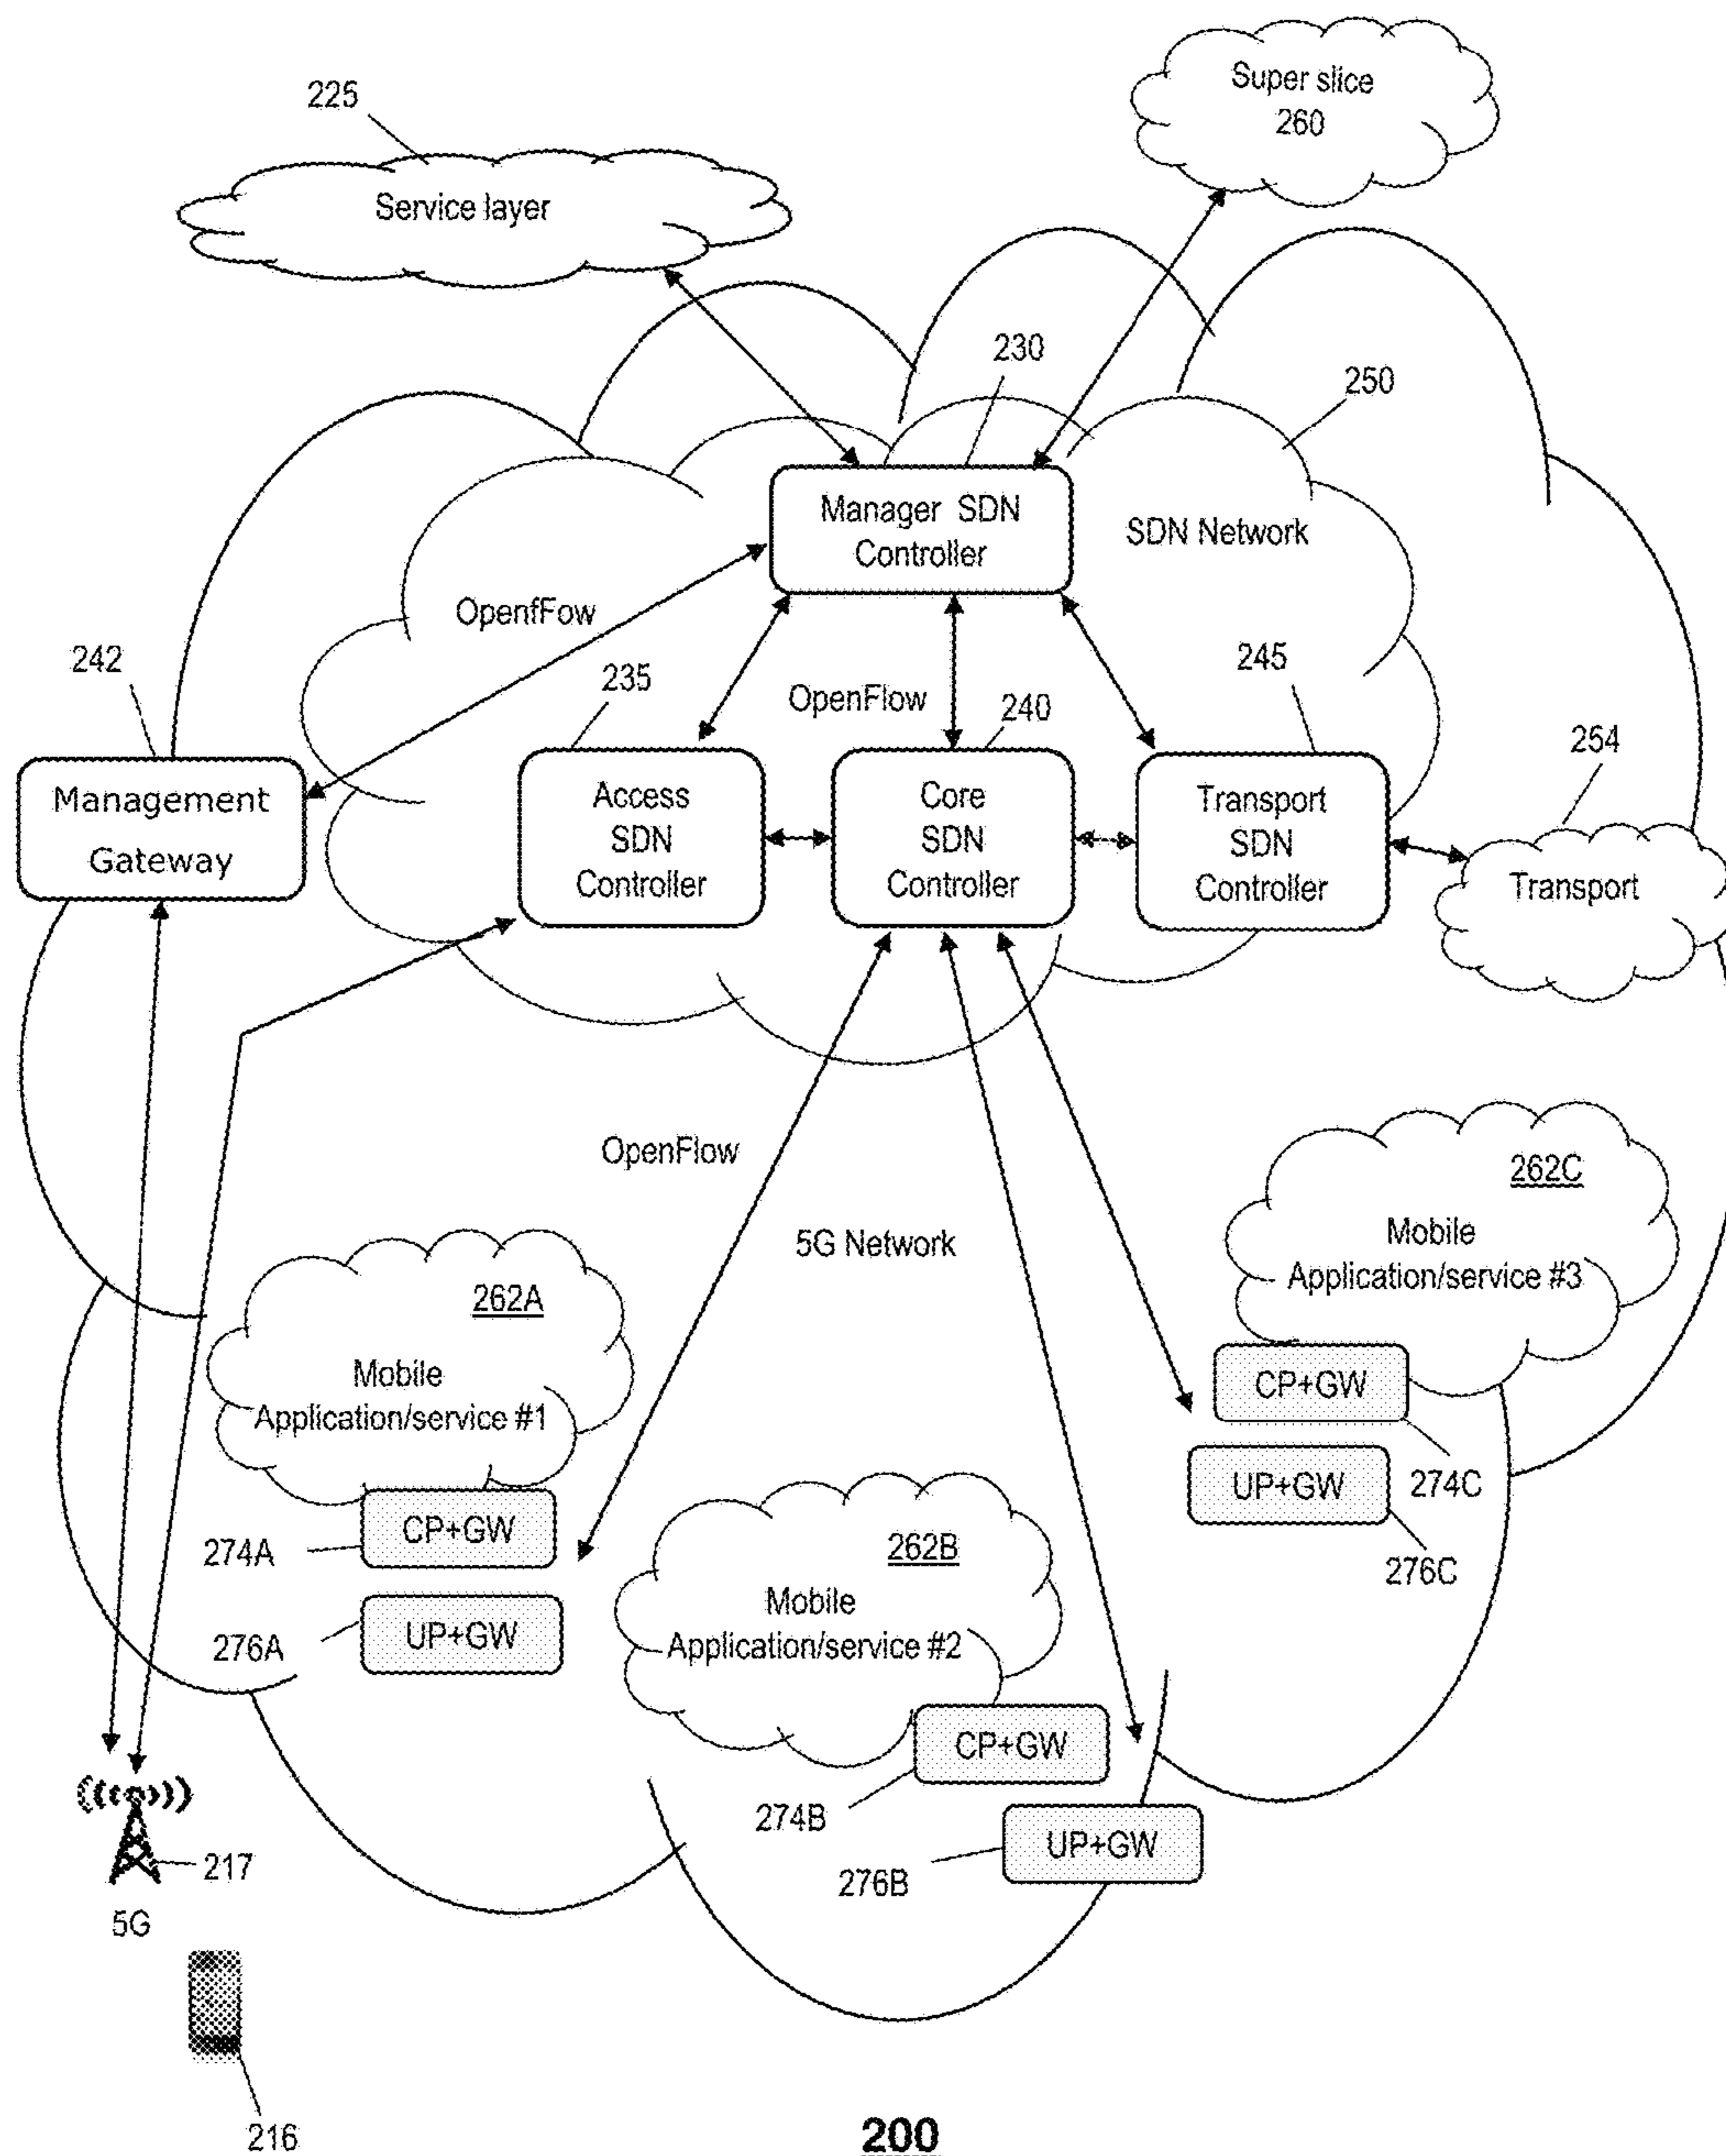 Super slice
260
225
Service layer
230
250
Manager SDN
Controller
SDN Network
OpenfFow
242
235
245
OpenFlow
240
254
Management
Gateway
Access
SDN
Controller
Core
SDN
Controller
Transport
SDN
Controller
Transport
OpenFlow
262C
5G Network
Mobile
Application/service #3
262A
Mobile
Application/service #1
CP+GW
274C
UP+GW
276C
CP+GW
274A
262B
Mobile
Application/service #2
UP+GW
276A
CP+GW
274B
UP+GW
276B
217
5G
216
200